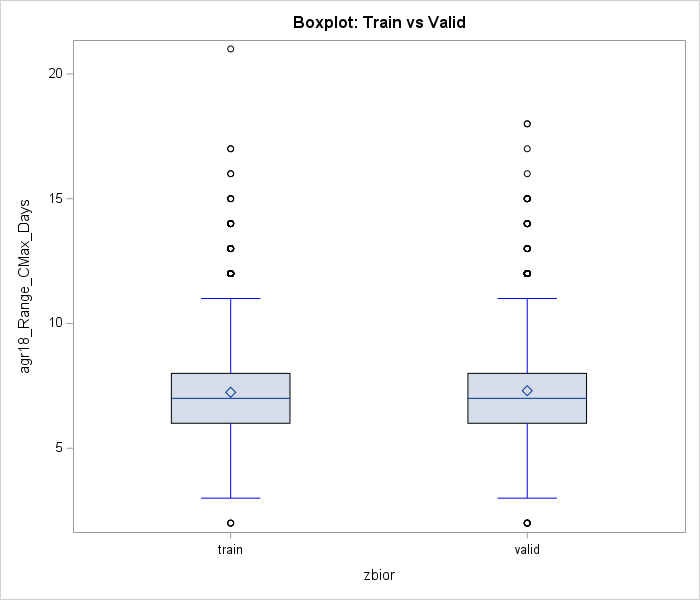 Boxplot: Train vs Valid
20
15
10
5
agr18_Range_CMax_Days
train
valid
zbior